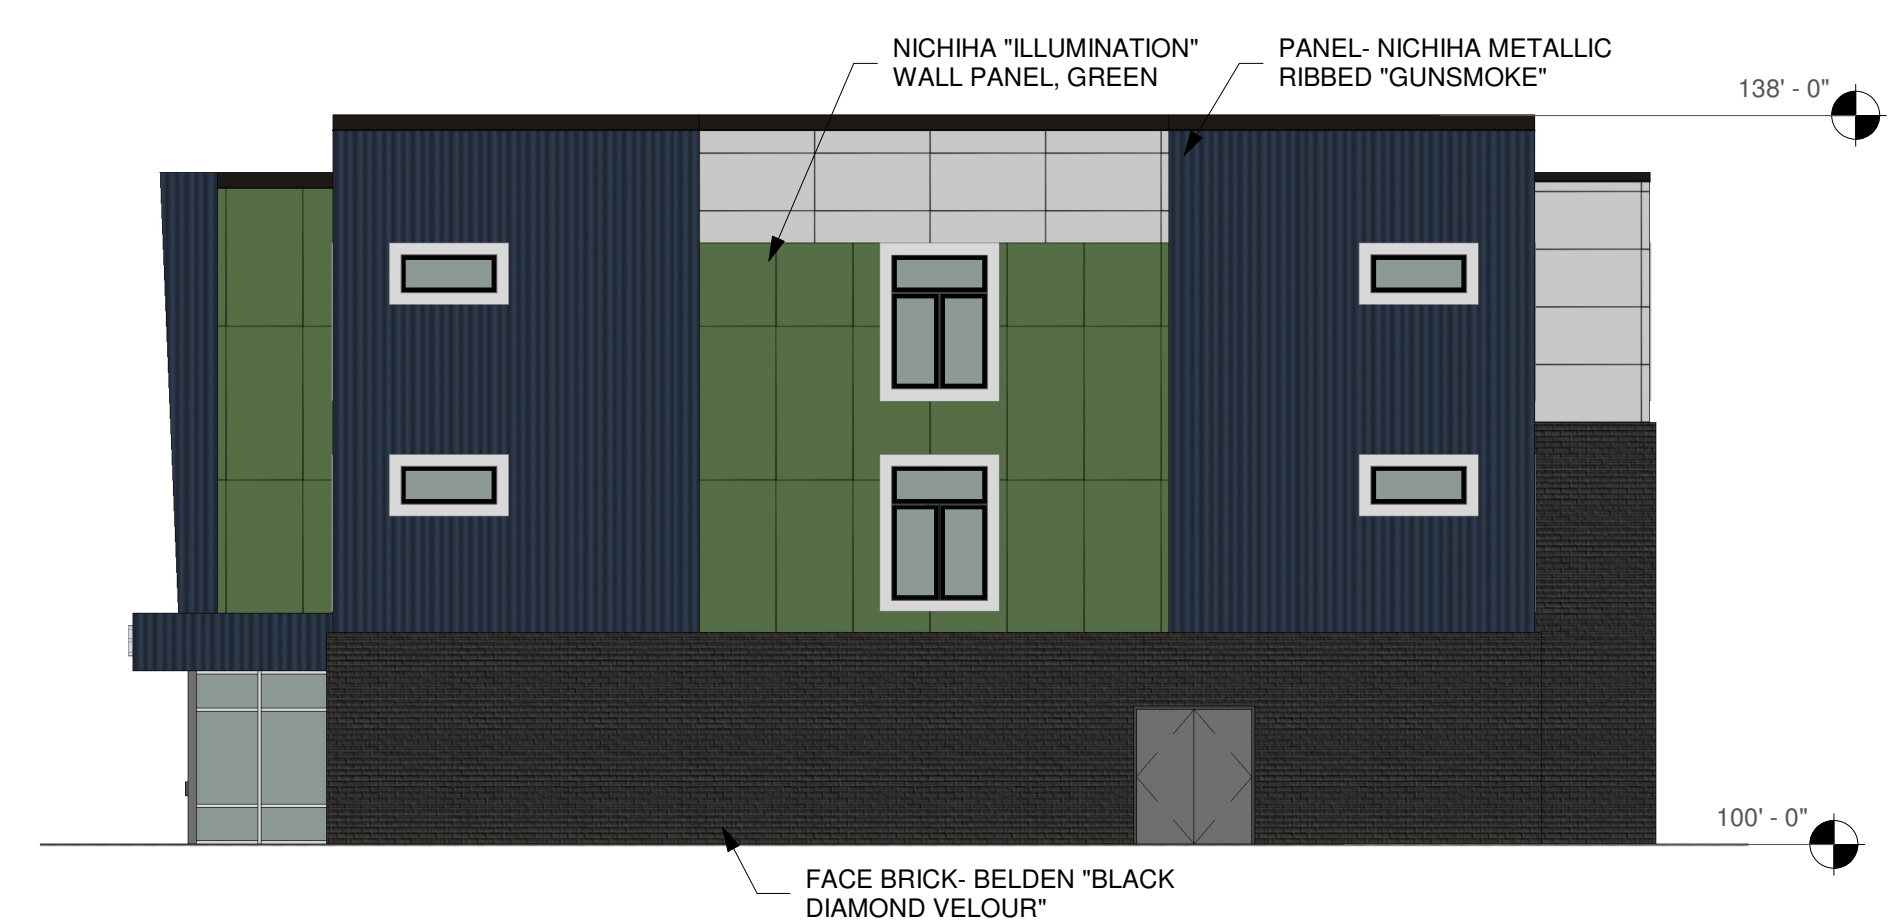 NICHIHA "ILLUMINATION"
WALL PANEL, GREEN
PANEL- NICHIHA METALLIC
RIBBED "GUNSMOKE"
138' - 0"
100' - 0"
FACE BRICK- BELDEN "BLACK
DIAMOND VELOUR"